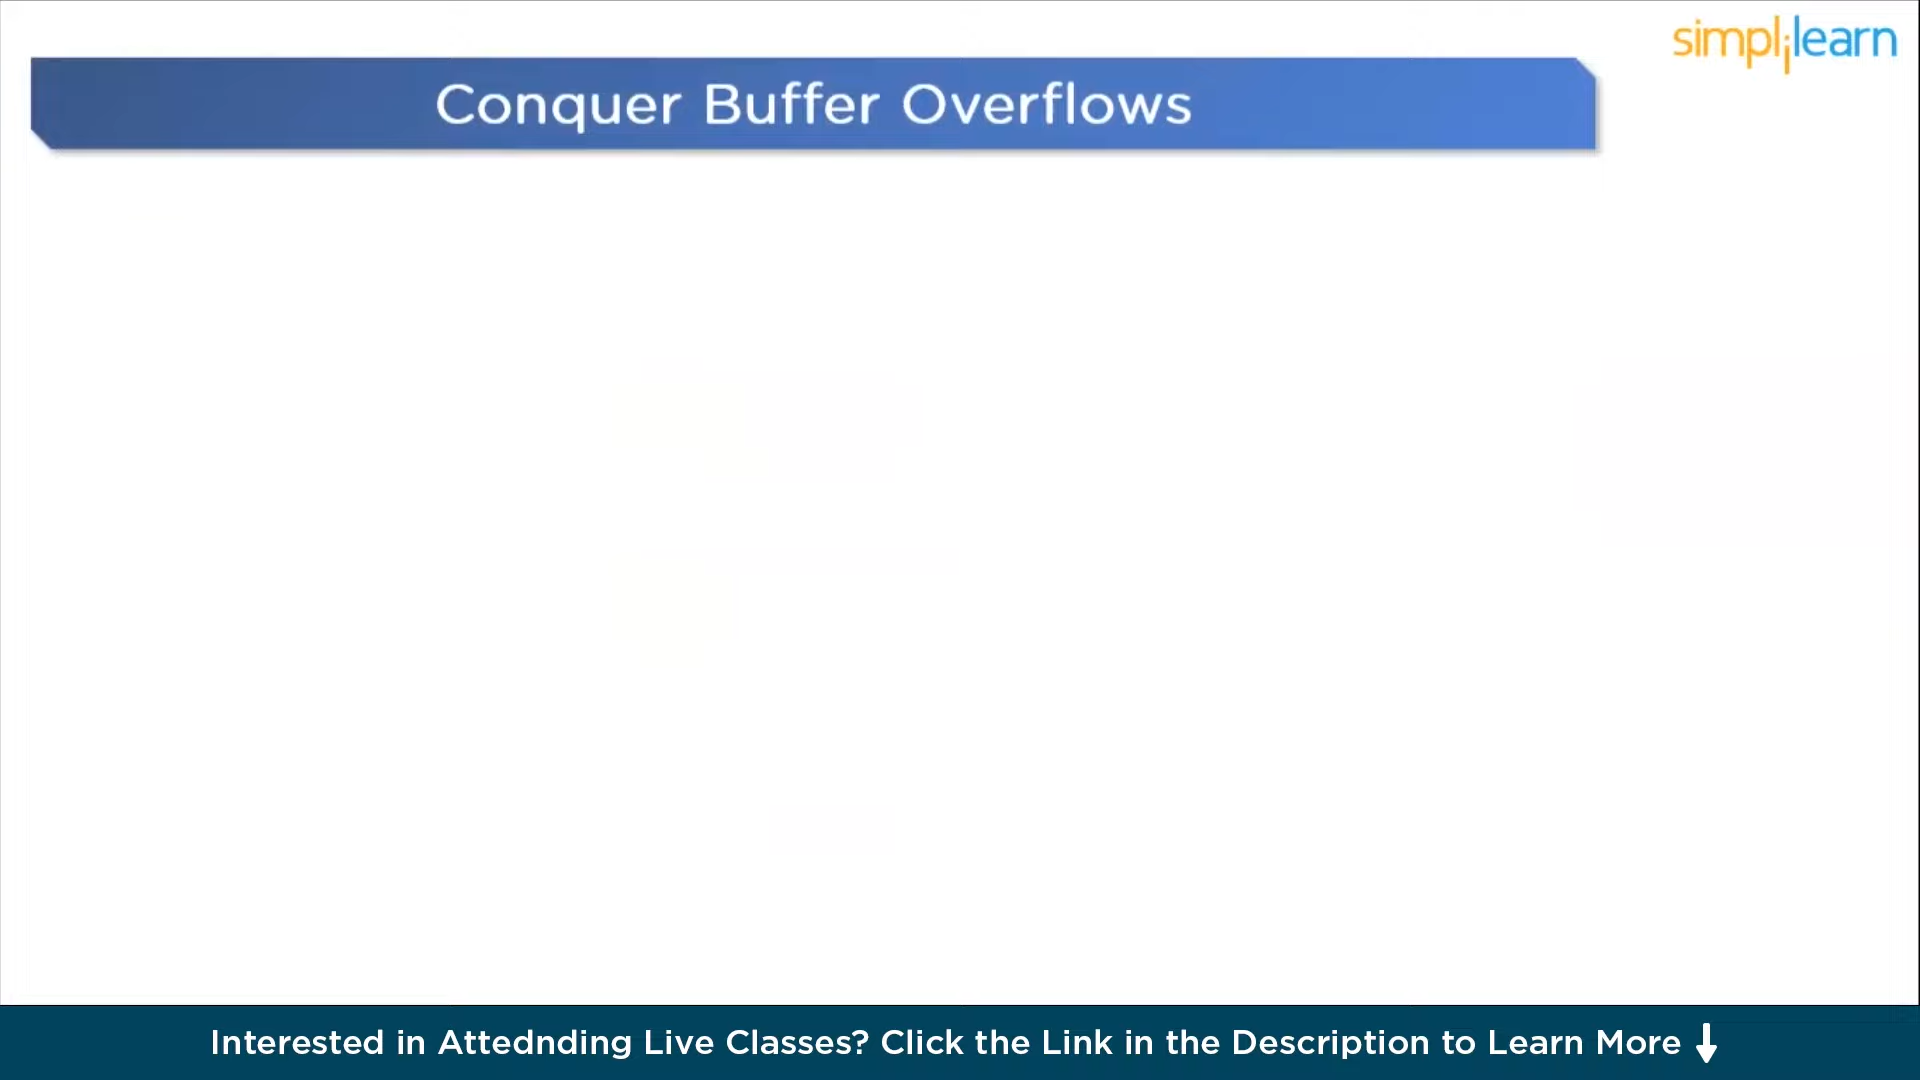 simplilearn
Conquer Buffer Overflows
Interested in Attednding Live Classes? Click the Link in the Description to Learn More